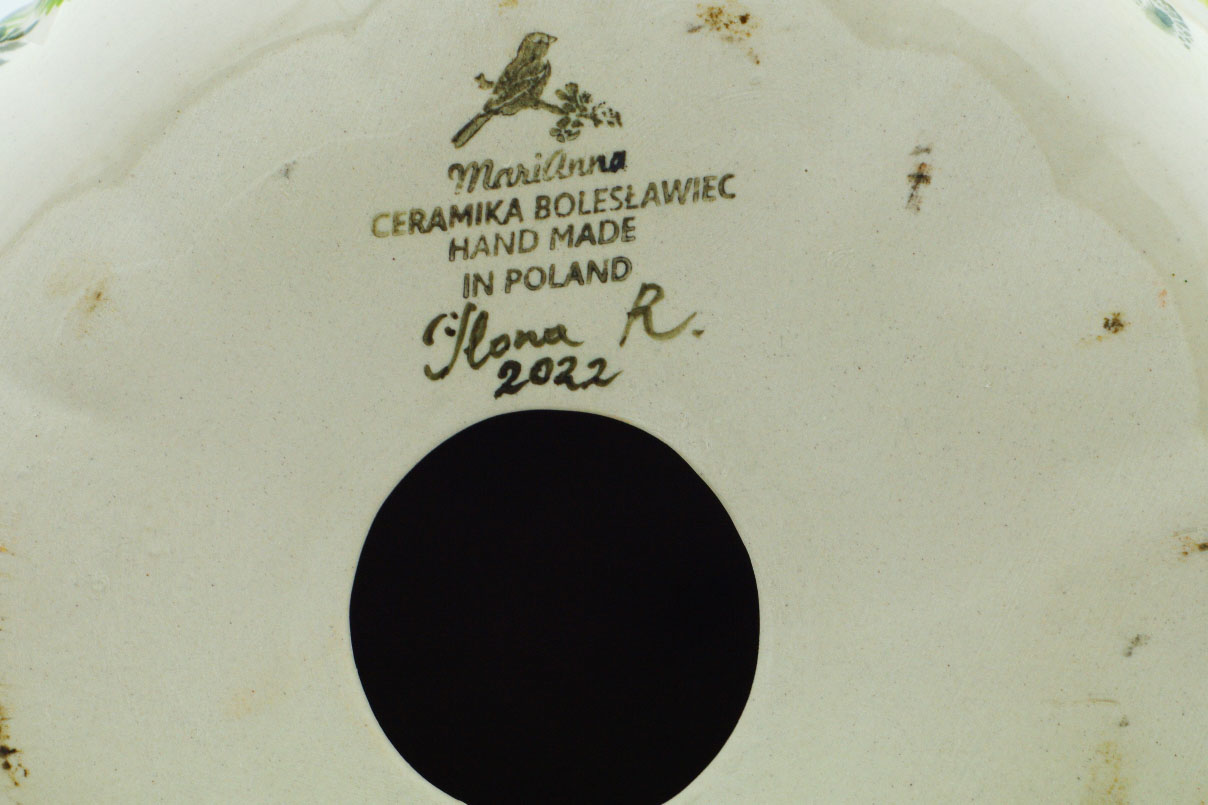 MariAnna
CERAMIKA BOLESŁAWIEC
HAND MADE
IN POLAND
Ilona R.
2022